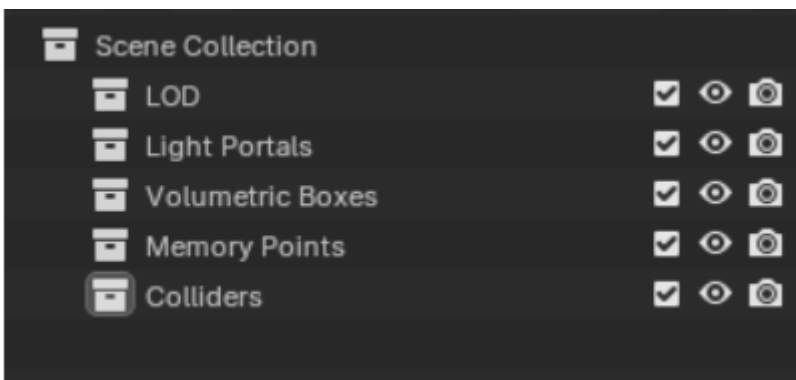 Scene Collection
LOD
Light Portals
Volumetric Boxes
Memory Points
Colliders